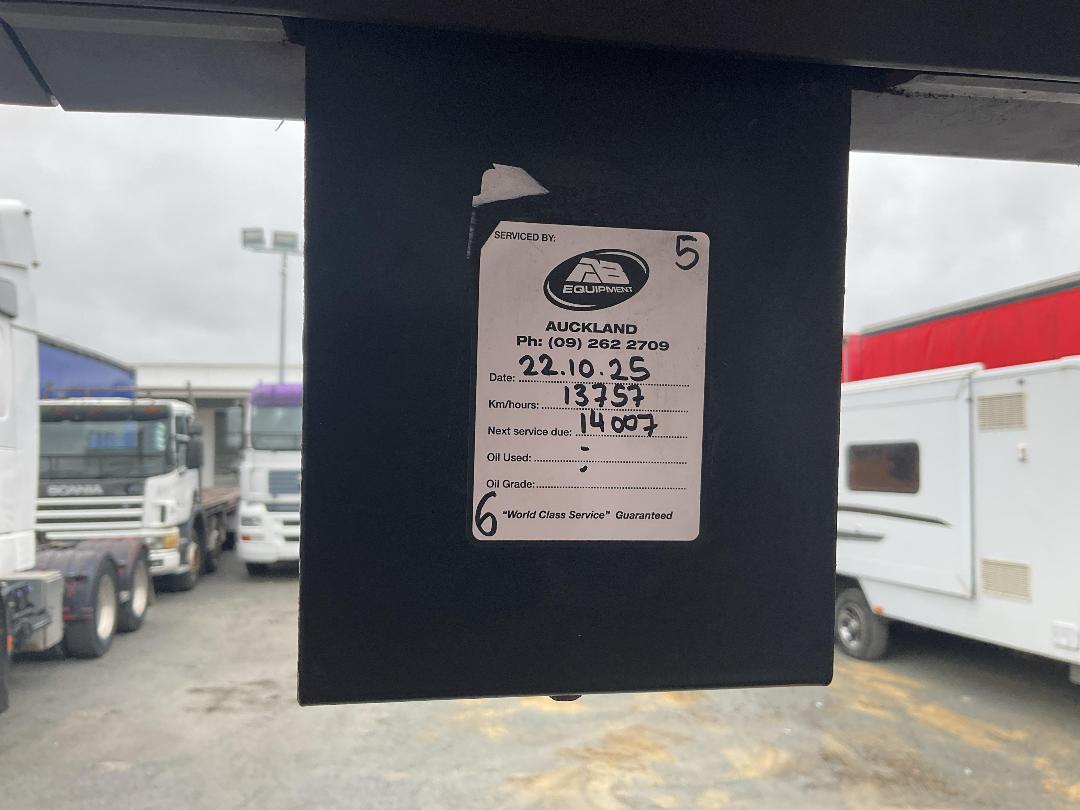 SERVICED BY:
5
AB
EQUIPMENT
AUCKLAND
Ph: (09) 262 2709
Date: 22.10.25
Km/hours: 13757
Next service due: 14007
Oil Used: -
Oil Grade: -
6 "World Class Service" Guaranteed
SCANIA